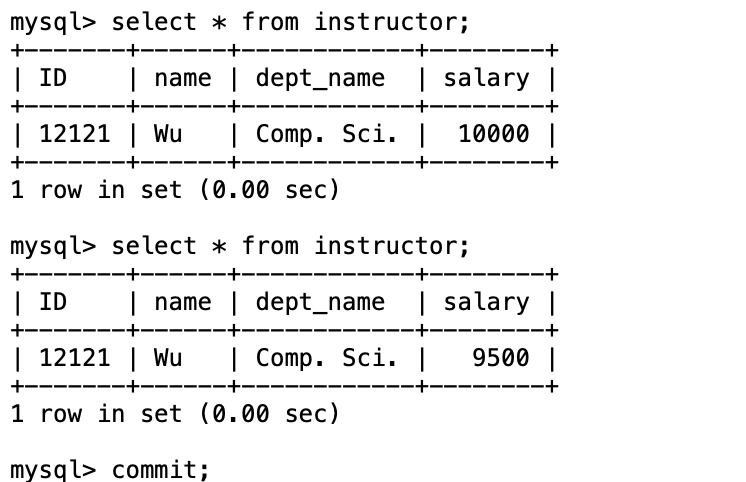 mysql> select * from instructor;
+-------+------+------------+--------+
| ID    | name | dept_name  | salary |
+-------+------+------------+--------+
| 12121 | Wu   | Comp. Sci. |  10000 |
+-------+------+------------+--------+
1 row in set (0.00 sec)

mysql> select * from instructor;
+-------+------+------------+--------+
| ID    | name | dept_name  | salary |
+-------+------+------------+--------+
| 12121 | Wu   | Comp. Sci. |   9500 |
+-------+------+------------+--------+
1 row in set (0.00 sec)

mysql> commit;